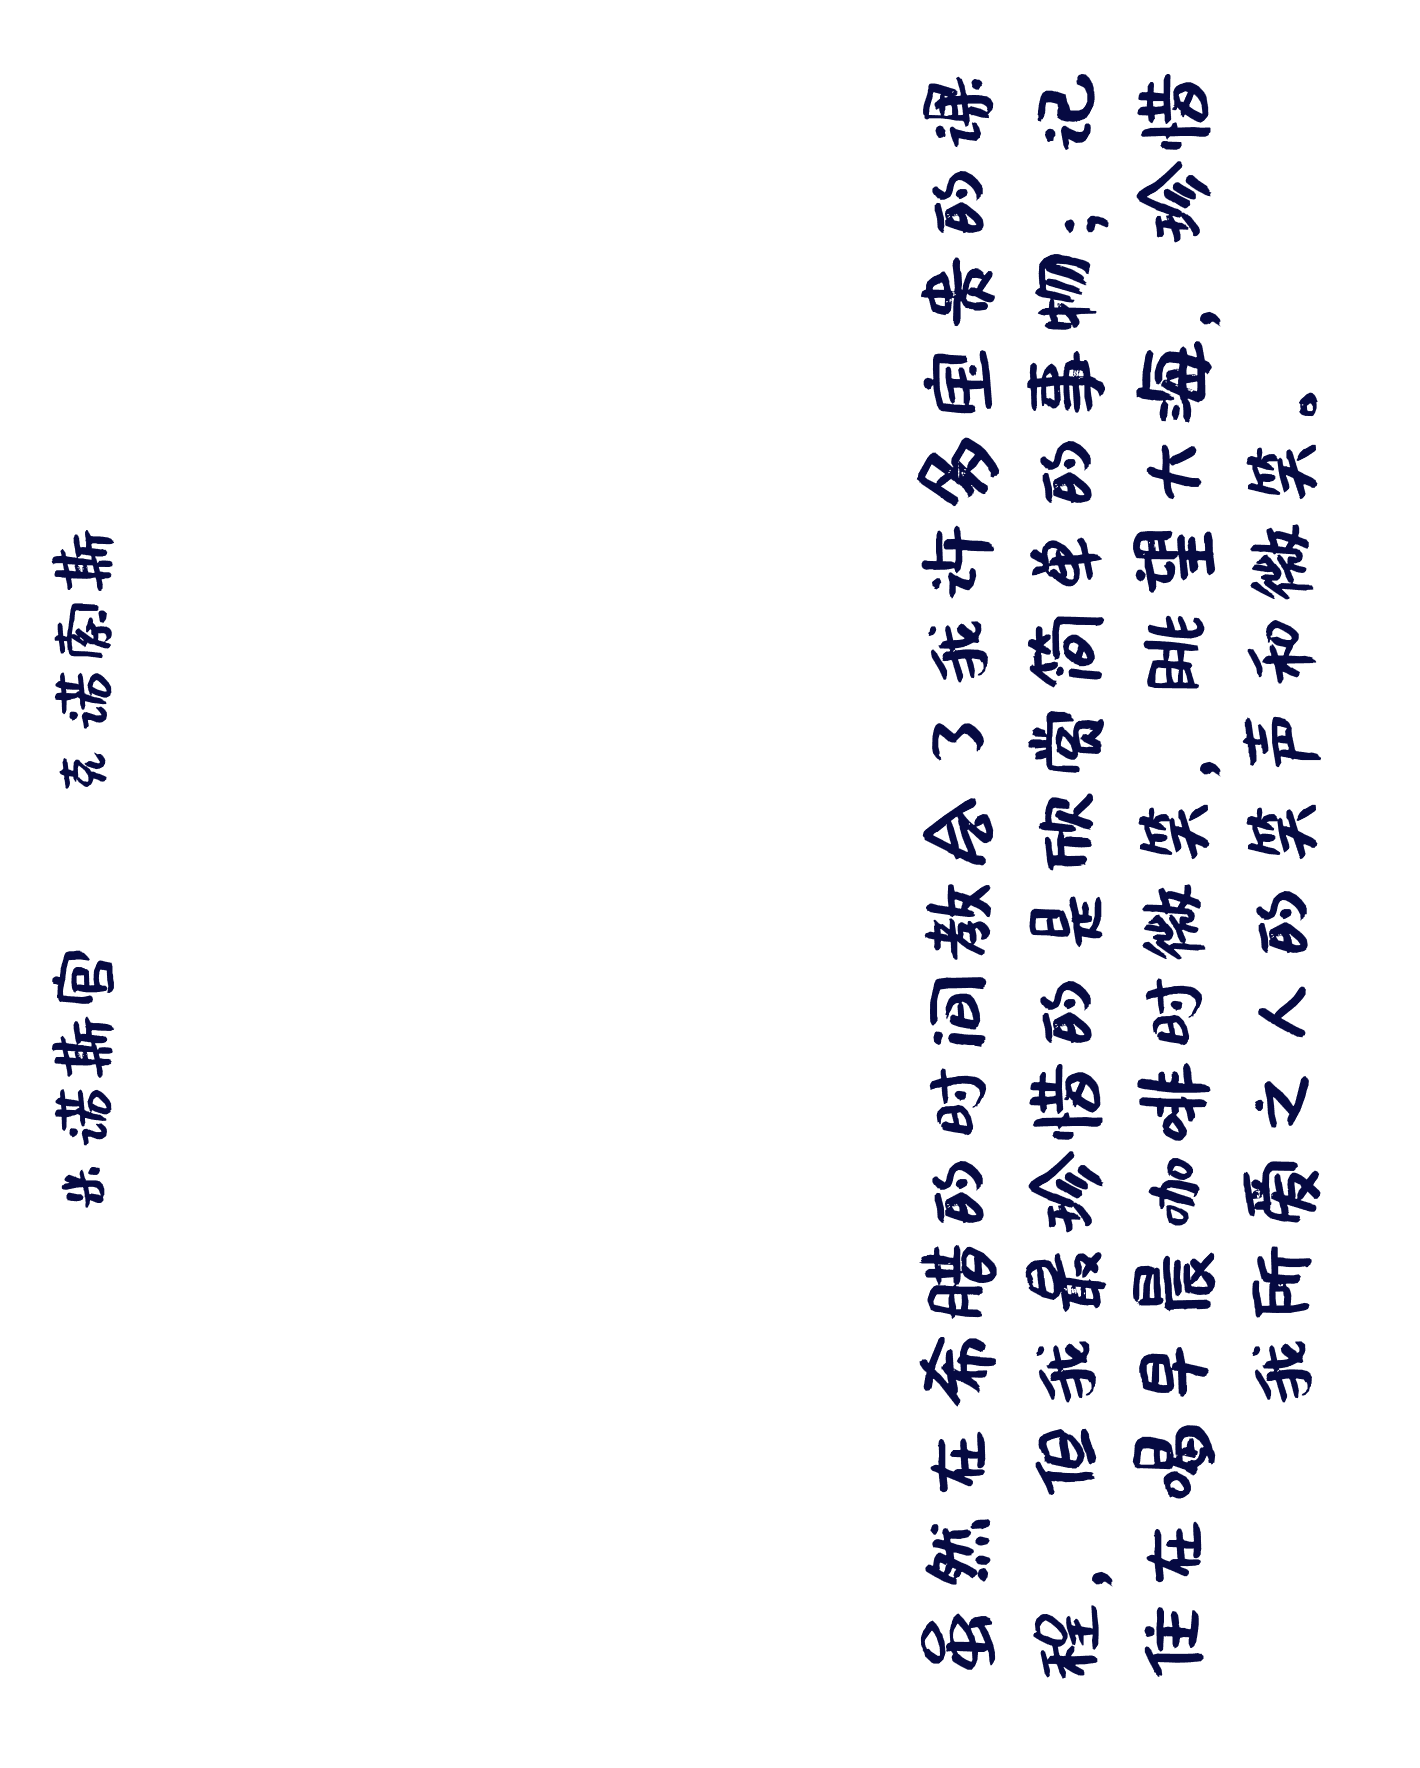 米诺斯宫 克诺索斯
虽然在希腊的时间教会了我许多宝贵的课
程，但我最珍惜的是欣赏简单的事物；记
住在喝早晨咖啡时微笑，眺望大海，珍惜
我所爱之人的笑声和微笑。